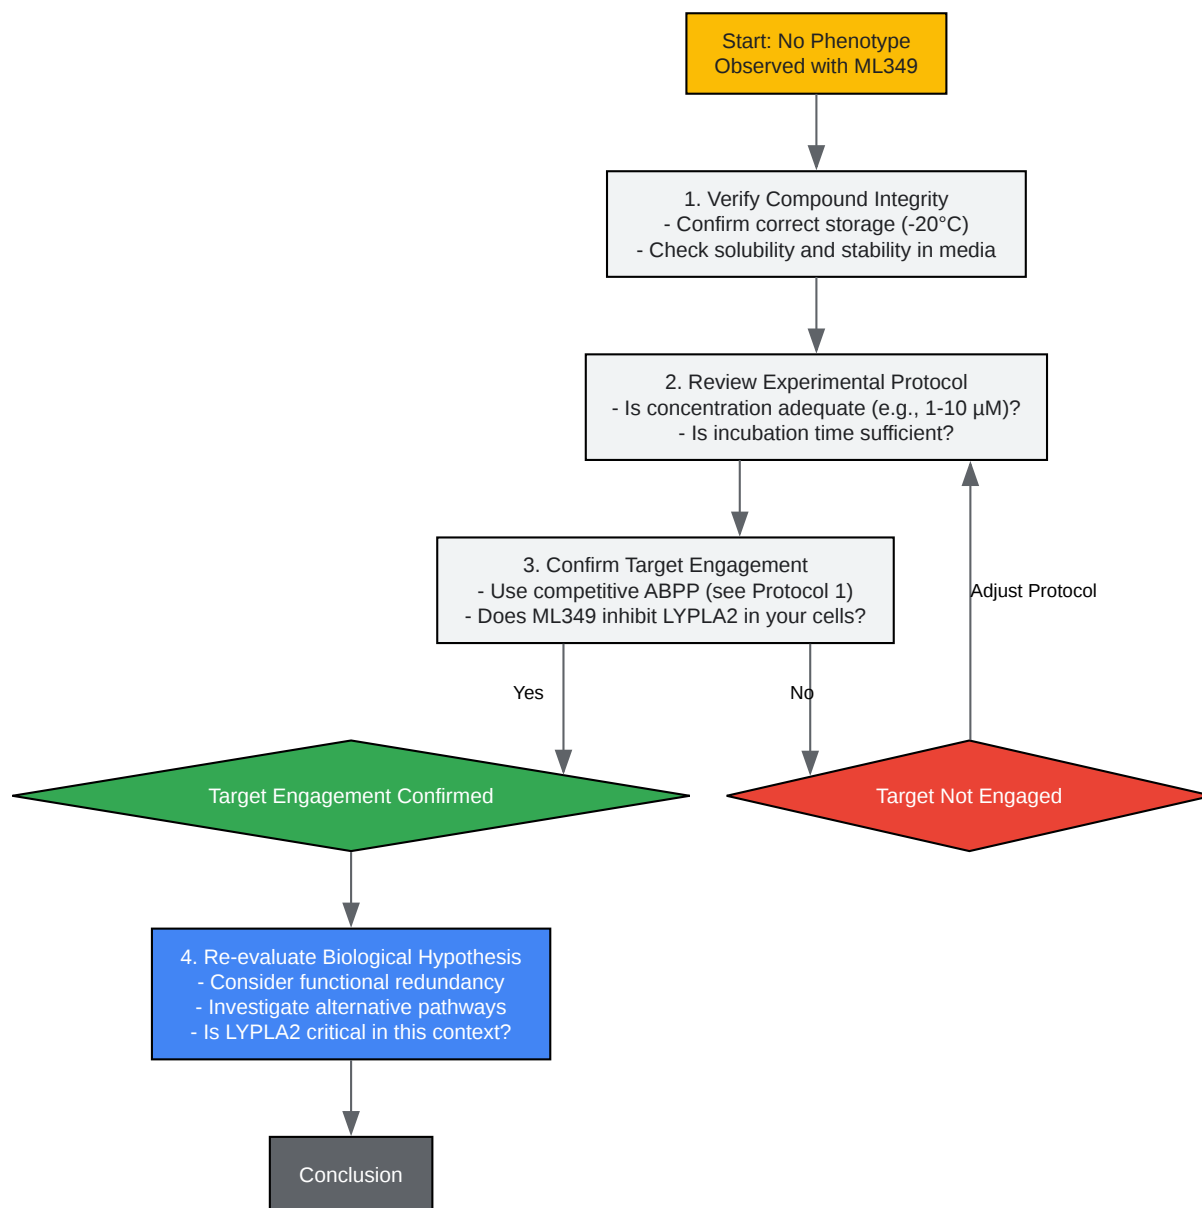 Start: No Phenotype
Observed with ML349
1. Verify Compound Integrity
- Confirm correct storage (-20°C)
- Check solubility and stability in media
2. Review Experimental Protocol
- Is concentration adequate (e.g., 1-10 µM)?
- Is incubation time sufficient?
3. Confirm Target Engagement
- Use competitive ABPP (see Protocol 1)
- Does ML349 inhibit LYPLA2 in your cells?
Adjust Protocol
Yes
No
Target Engagement Confirmed
Target Not Engaged
4. Re-evaluate Biological Hypothesis
- Consider functional redundancy
- Investigate alternative pathways
- Is LYPLA2 critical in this context?
Conclusion